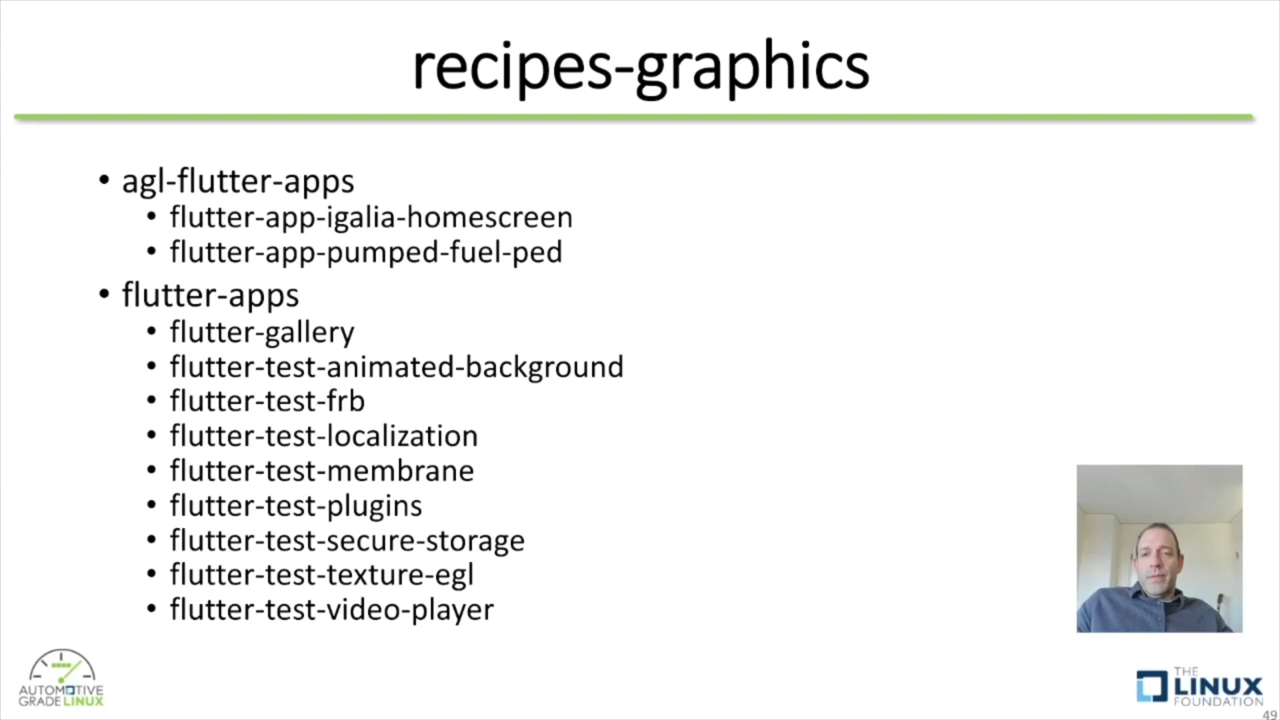 recipes-graphics
• agl-flutter-apps
• flutter-app-igalia-homescreen
• flutter-app-pumped-fuel-ped
• flutter-apps
• flutter-gallery
• flutter-test-animated-background
• flutter-test-frb
• flutter-test-localization
• flutter-test-membrane
• flutter-test-plugins
• flutter-test-secure-storage
• flutter-test-texture-egl
• flutter-test-video-player
AUTOMOTIVE
GRADE LINUX
THE
LINUX
FOUNDATION
49